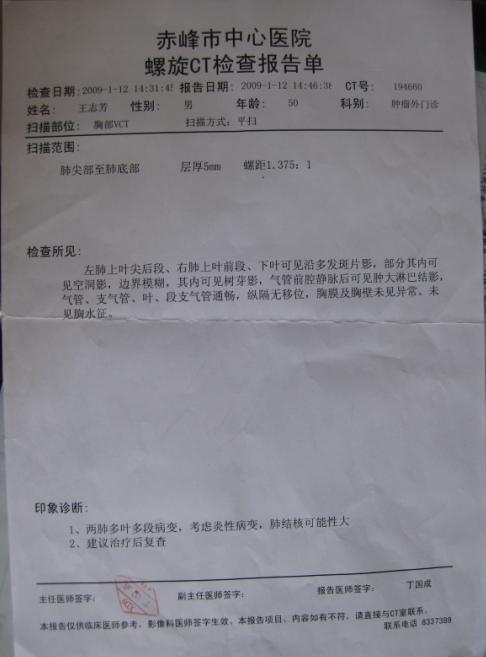 赤峰市中心医院
螺旋CT检查报告单
检查日期:2009-1-12 14:31:45 报告日期: 2009-1-12 14:46:38 CT号: 194660
姓名: 王志芳 性别: 男 年龄: 50 科别: 肿瘤外门诊
扫描部位: 胸部VCT 扫描方式:平扫
扫描范围:
肺尖部至肺底部 层厚5mm 螺距1.375:1
检查所见:
左肺上叶尖后段、右肺上叶前段、下叶可见沿多发斑片影,部分其内可
见空洞影,边界模糊,其内可见树芽影,气管前腔静脉后可见肿大淋巴结影,
气管、支气管、叶、段支气管通畅,纵隔无移位,胸膜及胸壁未见异常。未
见胸水征。
印象诊断:
1、两肺多叶多段病变,考虑炎性病变,肺结核可能性大
2、建议治疗后复查
主任医师签字: 副主任医师签字: 报告医师签字: 丁国成
本报告仅供临床医师参考,影像科医师签字生效。本报告项目、内容如有不符,请直接与CT室联系。
联系电话 8337389